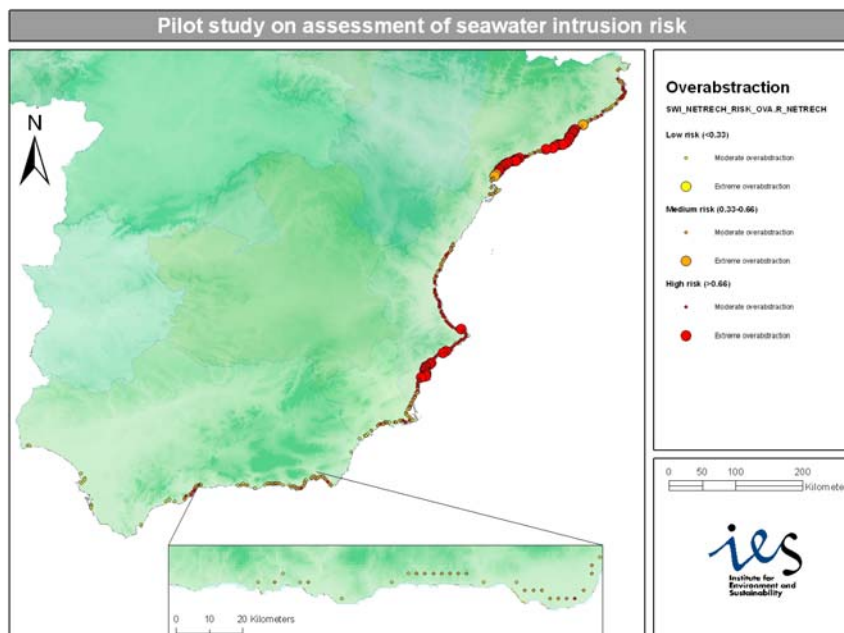 Pilot study on assessment of seawater intrusion risk
N
Overabstraction
SWI_NETRECH_RISK_OVA.R_NETRECH
Low risk (<0.33)
Moderate overabstraction
Extreme overabstraction
Medium risk (0.33-0.66)
Moderate overabstraction
Extreme overabstraction
High risk (>0.66)
Moderate overabstraction
Extreme overabstraction
0 50 100 200
Kilomete
ies
Institute for
Environment and
Sustainability
0 10 20 Kilometers